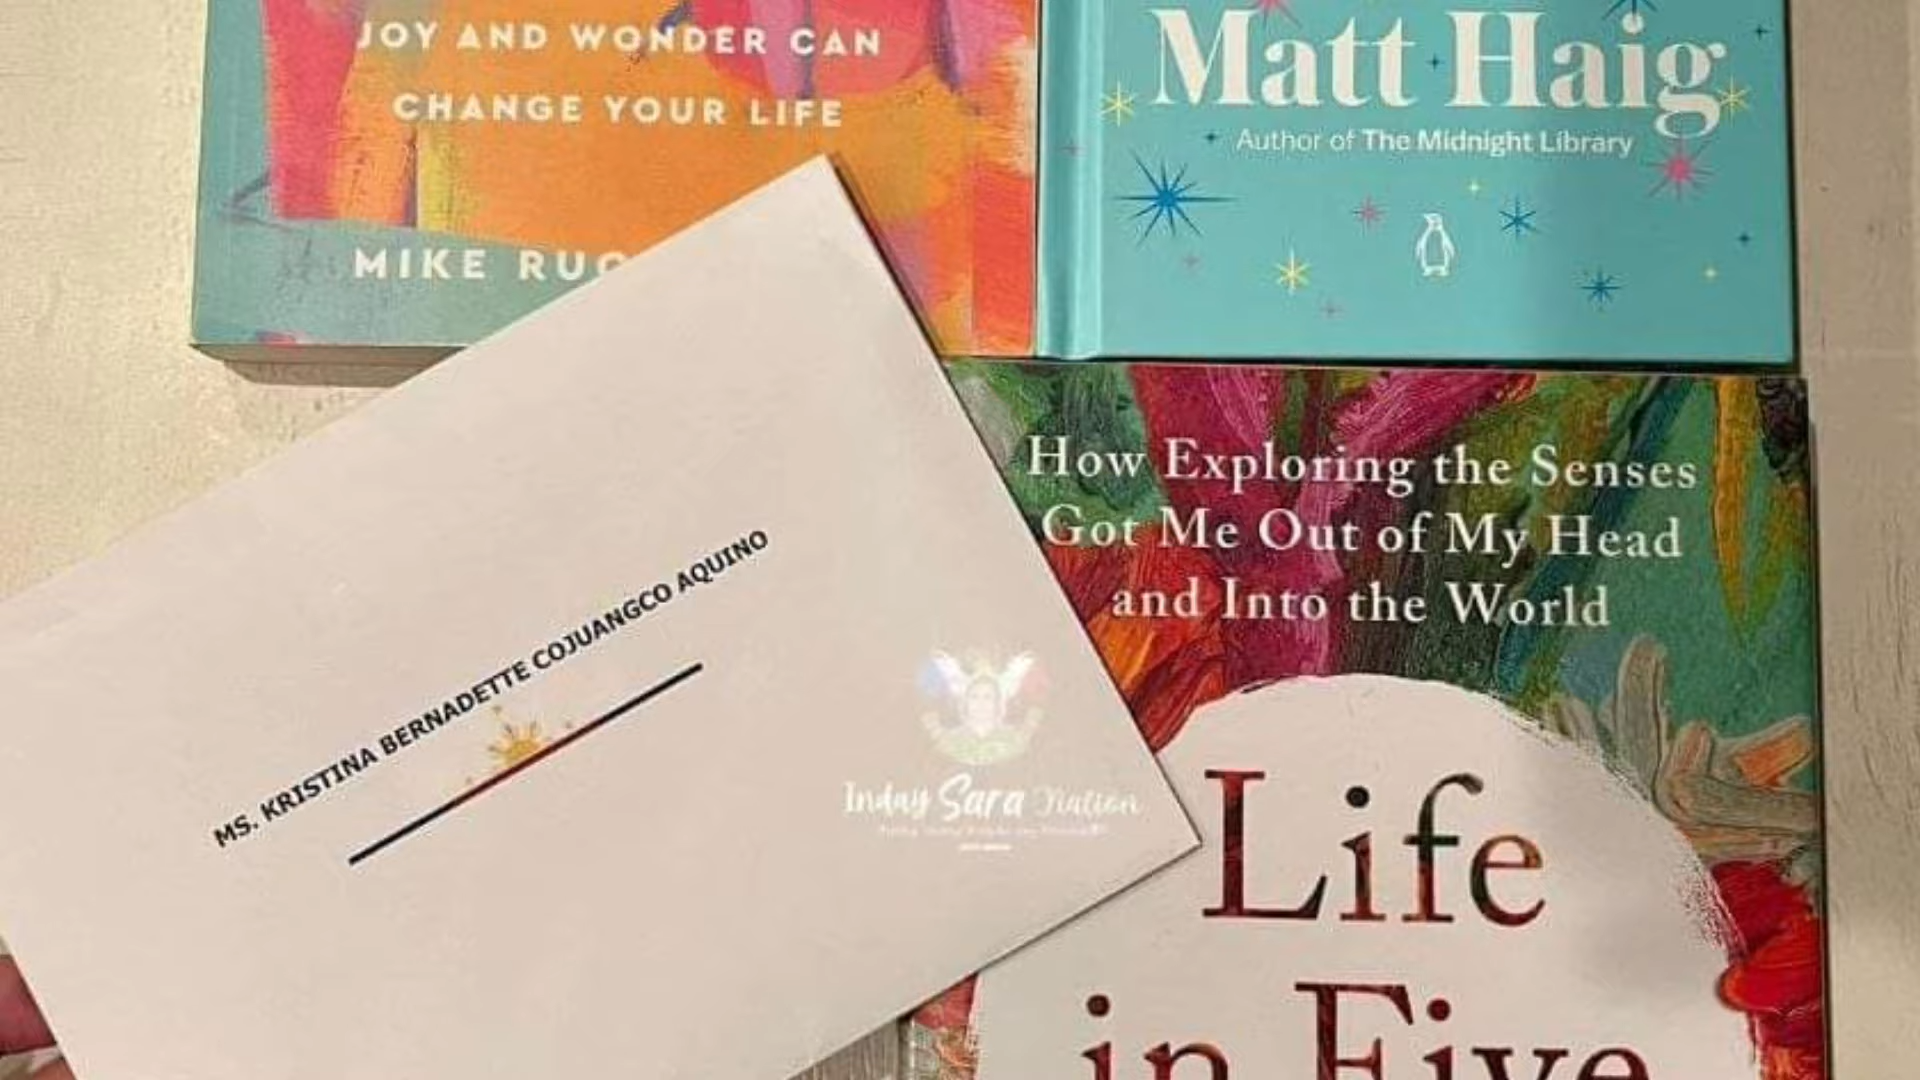 JOY AND WONDER CAN
CHANGE YOUR LIFE
MIKE
Matt Haig
Author of The Midnight Library
How Exploring the Senses
Got Me Out of My Head
and Into the World
Life
in Five
MS. KRISTINA BERNADETTE COJUANGCO AQUINO
Inday Sara Nation